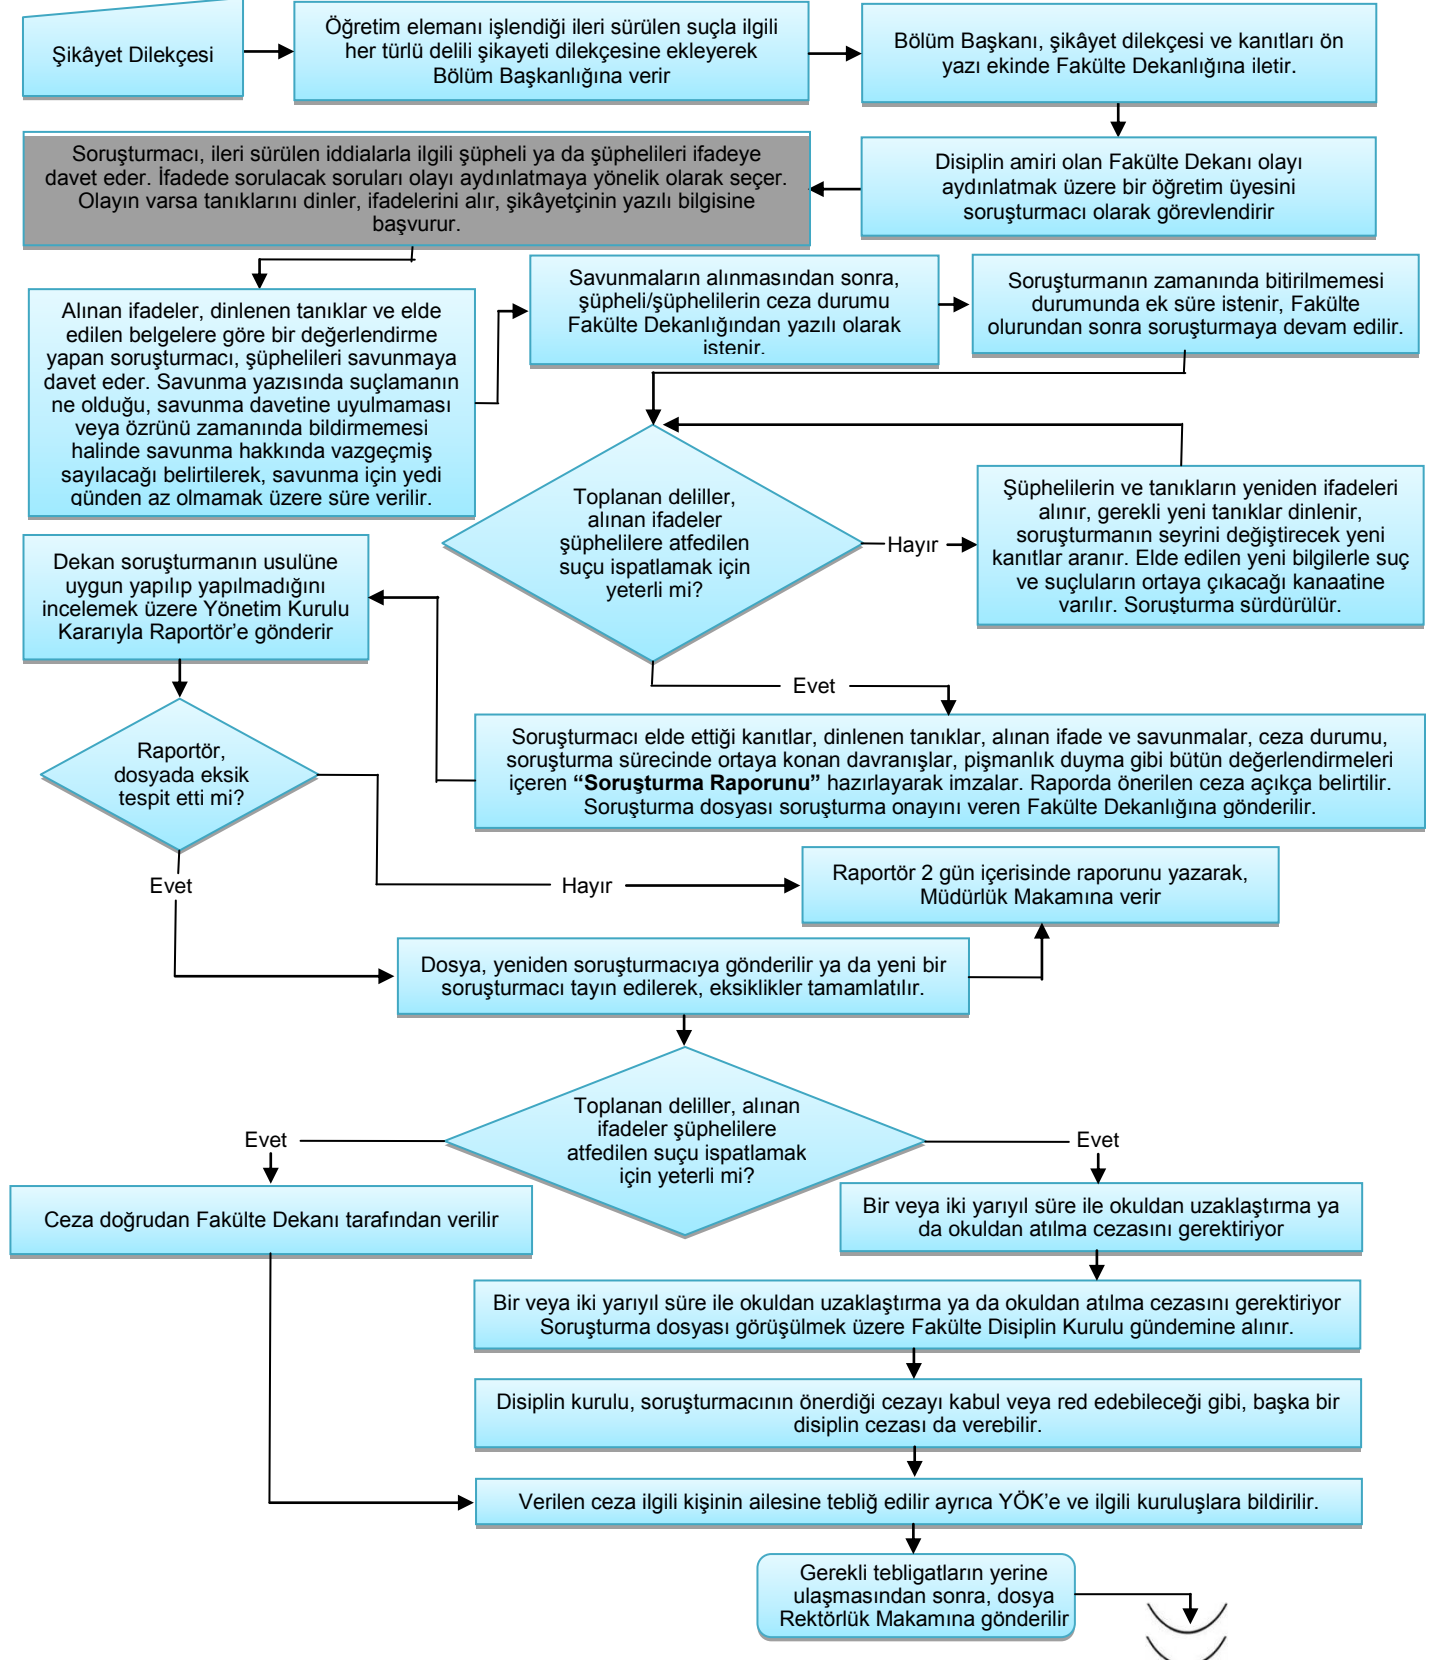 Şikâyet Dilekçesi
Öğretim elemanı işlendiği ileri sürülen suçla ilgili
her türlü delili şikayeti dilekçesine ekleyerek
Bölüm Başkanlığına verir
Bölüm Başkanı, şikâyet dilekçesi ve kanıtları ön
yazı ekinde Fakülte Dekanlığına iletir.
Disiplin amiri olan Fakülte Dekanı olayı
aydınlatmak üzere bir öğretim üyesini
soruşturmacı olarak görevlendirir
Soruşturmacı, ileri sürülen iddialarla ilgili şüpheli ya da şüphelileri ifadeye
davet eder. İfadede sorulacak soruları olayı aydınlatmaya yönelik olarak seçer.
Olayın varsa tanıklarını dinler, ifadelerini alır, şikâyetçinin yazılı bilgisine
başvurur.
Alınan ifadeler, dinlenen tanıklar ve elde
edilen belgelere göre bir değerlendirme
yapan soruşturmacı, şüphelileri savunmaya
davet eder. Savunma yazısında suçlamanın
ne olduğu, savunma davetine uyulmaması
veya özrünü zamanında bildirmemesi
halinde savunma hakkında vazgeçmiş
sayılacağı belirtilerek, savunma için yedi
günden az olmamak üzere süre verilir.
Savunmaların alınmasından sonra,
şüpheli/şüphelilerin ceza durumu
Fakülte Dekanlığından yazılı olarak
istenir.
Soruşturmanın zamanında bitirilmemesi
durumunda ek süre istenir, Fakülte
olurundan sonra soruşturmaya devam edilir.
Toplanan deliller,
alınan ifadeler
şüphelilere atfedilen
suçu ispatlamak için
yeterli mi?
Hayır
Şüphelilerin ve tanıkların yeniden ifadeleri
alınır, gerekli yeni tanıklar dinlenir,
soruşturmanın seyrini değiştirecek yeni
kanıtlar aranır. Elde edilen yeni bilgilerle suç
ve suçluların ortaya çıkacağı kanaatine
varılır. Soruşturma sürdürülür.
Evet
Soruşturmacı elde ettiği kanıtlar, dinlenen tanıklar, alınan ifade ve savunmalar, ceza durumu,
soruşturma sürecinde ortaya konan davranışlar, pişmanlık duyma gibi bütün değerlendirmeleri
içeren “Soruşturma Raporunu” hazırlayarak imzalar. Raporda önerilen ceza açıkça belirtilir.
Soruşturma dosyası soruşturma onayını veren Fakülte Dekanlığına gönderilir.
Dekan soruşturmanın usulüne
uygun yapılıp yapılmadığını
incelemek üzere Yönetim Kurulu
Kararıyla Raportör’e gönderir
Raportör,
dosyada eksik
tespit etti mi?
Evet
Hayır
Raportör 2 gün içerisinde raporunu yazarak,
Müdürlük Makamına verir
Dosya, yeniden soruşturmacıya gönderilir ya da yeni bir
soruşturmacı tayin edilerek, eksiklikler tamamlatılır.
Toplanan deliller, alınan
ifadeler şüphelilere
atfedilen suçu ispatlamak
için yeterli mi?
Evet
Evet
Ceza doğrudan Fakülte Dekanı tarafından verilir
Bir veya iki yarıyıl süre ile okuldan uzaklaştırma ya
da okuldan atılma cezasını gerektiriyor
Bir veya iki yarıyıl süre ile okuldan uzaklaştırma ya da okuldan atılma cezasını gerektiriyor
Soruşturma dosyası görüşülmek üzere Fakülte Disiplin Kurulu gündemine alınır.
Disiplin kurulu, soruşturmacının önerdiği cezayı kabul veya red edebileceği gibi, başka bir
disiplin cezası da verebilir.
Verilen ceza ilgili kişinin ailesine tebliğ edilir ayrıca YÖK’e ve ilgili kuruluşlara bildirilir.
Gerekli tebligatların yerine
ulaşmasından sonra, dosya
Rektörlük Makamına gönderilir